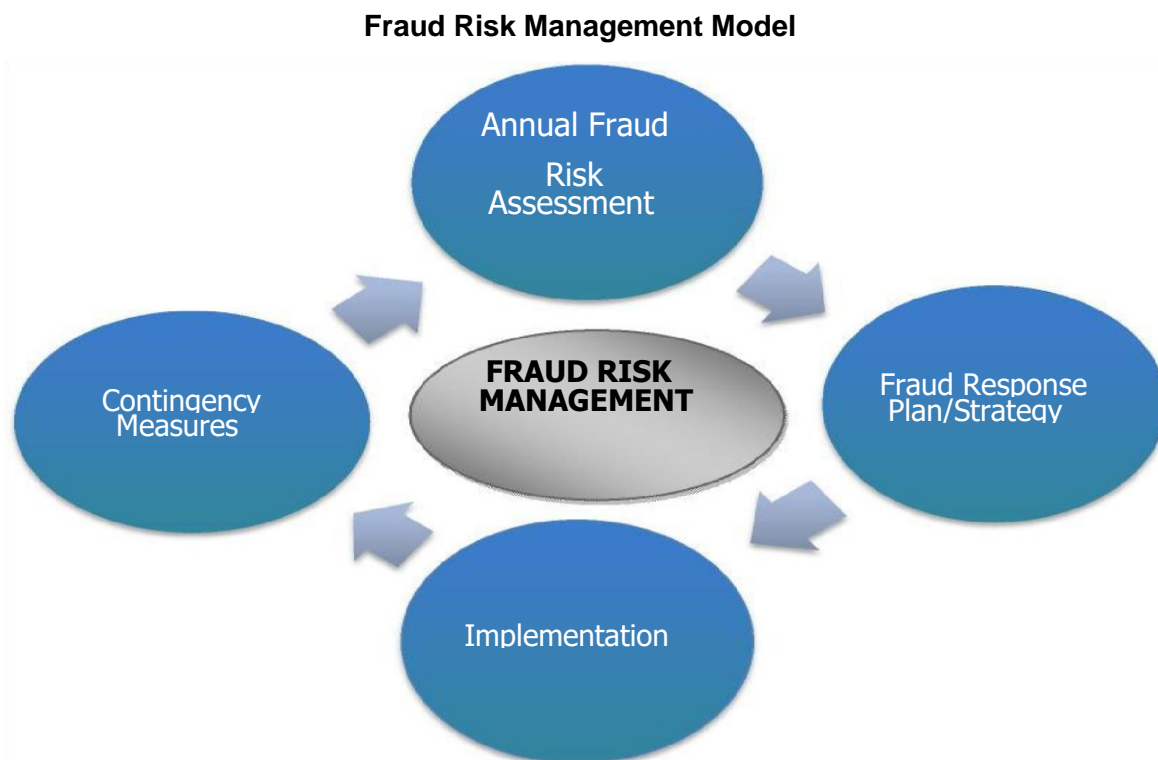 Fraud Risk Management Model
Annual Fraud
Risk
Assessment
Fraud Response
Plan/Strategy
Implementation
Contingency
Measures
FRAUD RISK
MANAGEMENT